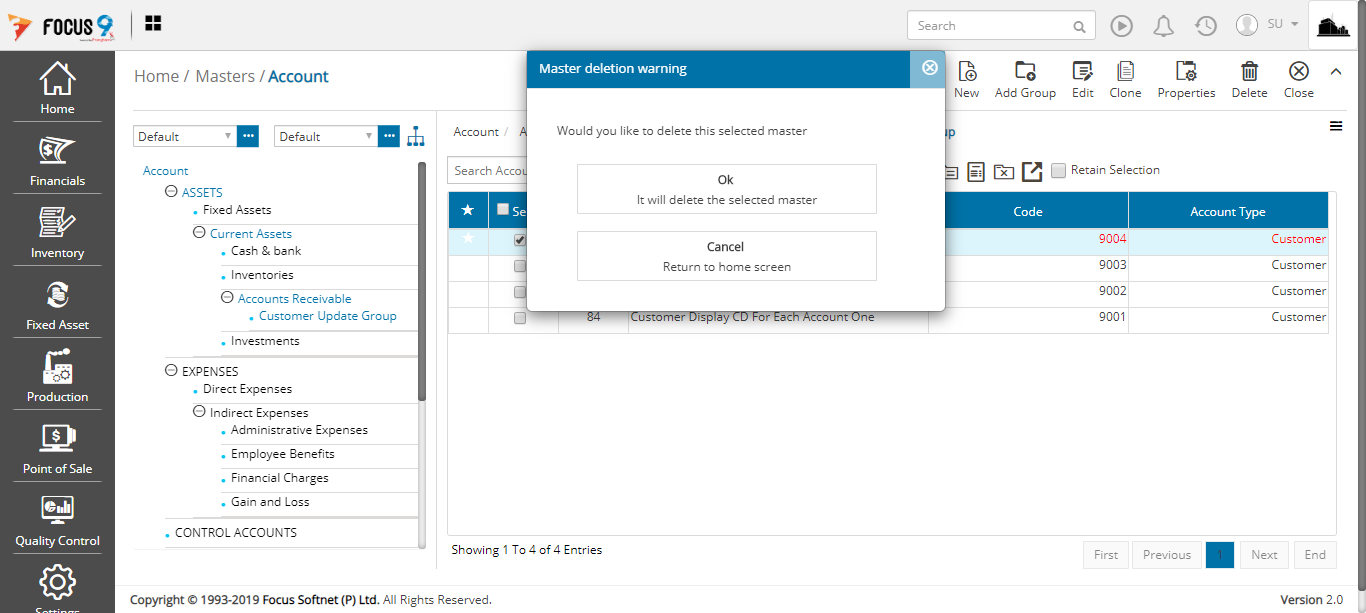 FOCUS 9
Search
SU
Home
Financials
Inventory
Fixed Asset
Production
Point of Sale
Quality Control
Settings
Home / Masters / Account
New
Add Group
Edit
Clone
Properties
Delete
Close
Default
Default
Account
ASSETS
Fixed Assets
Current Assets
Cash & bank
Inventories
Accounts Receivable
Customer Update Group
Investments
EXPENSES
Direct Expenses
Indirect Expenses
Administrative Expenses
Employee Benefits
Financial Charges
Gain and Loss
CONTROL ACCOUNTS
Master deletion warning
Would you like to delete this selected master
Ok
It will delete the selected master
Cancel
Return to home screen
Account / A
up
Search Accou
Retain Selection
Se
Code
Account Type
9004 Customer
9003 Customer
9002 Customer
84 Customer Display CD For Each Account One 9001 Customer
Showing 1 To 4 of 4 Entries
First Previous 1 Next End
Copyright © 1993-2019 Focus Softnet (P) Ltd. All Rights Reserved.
Version 2.0